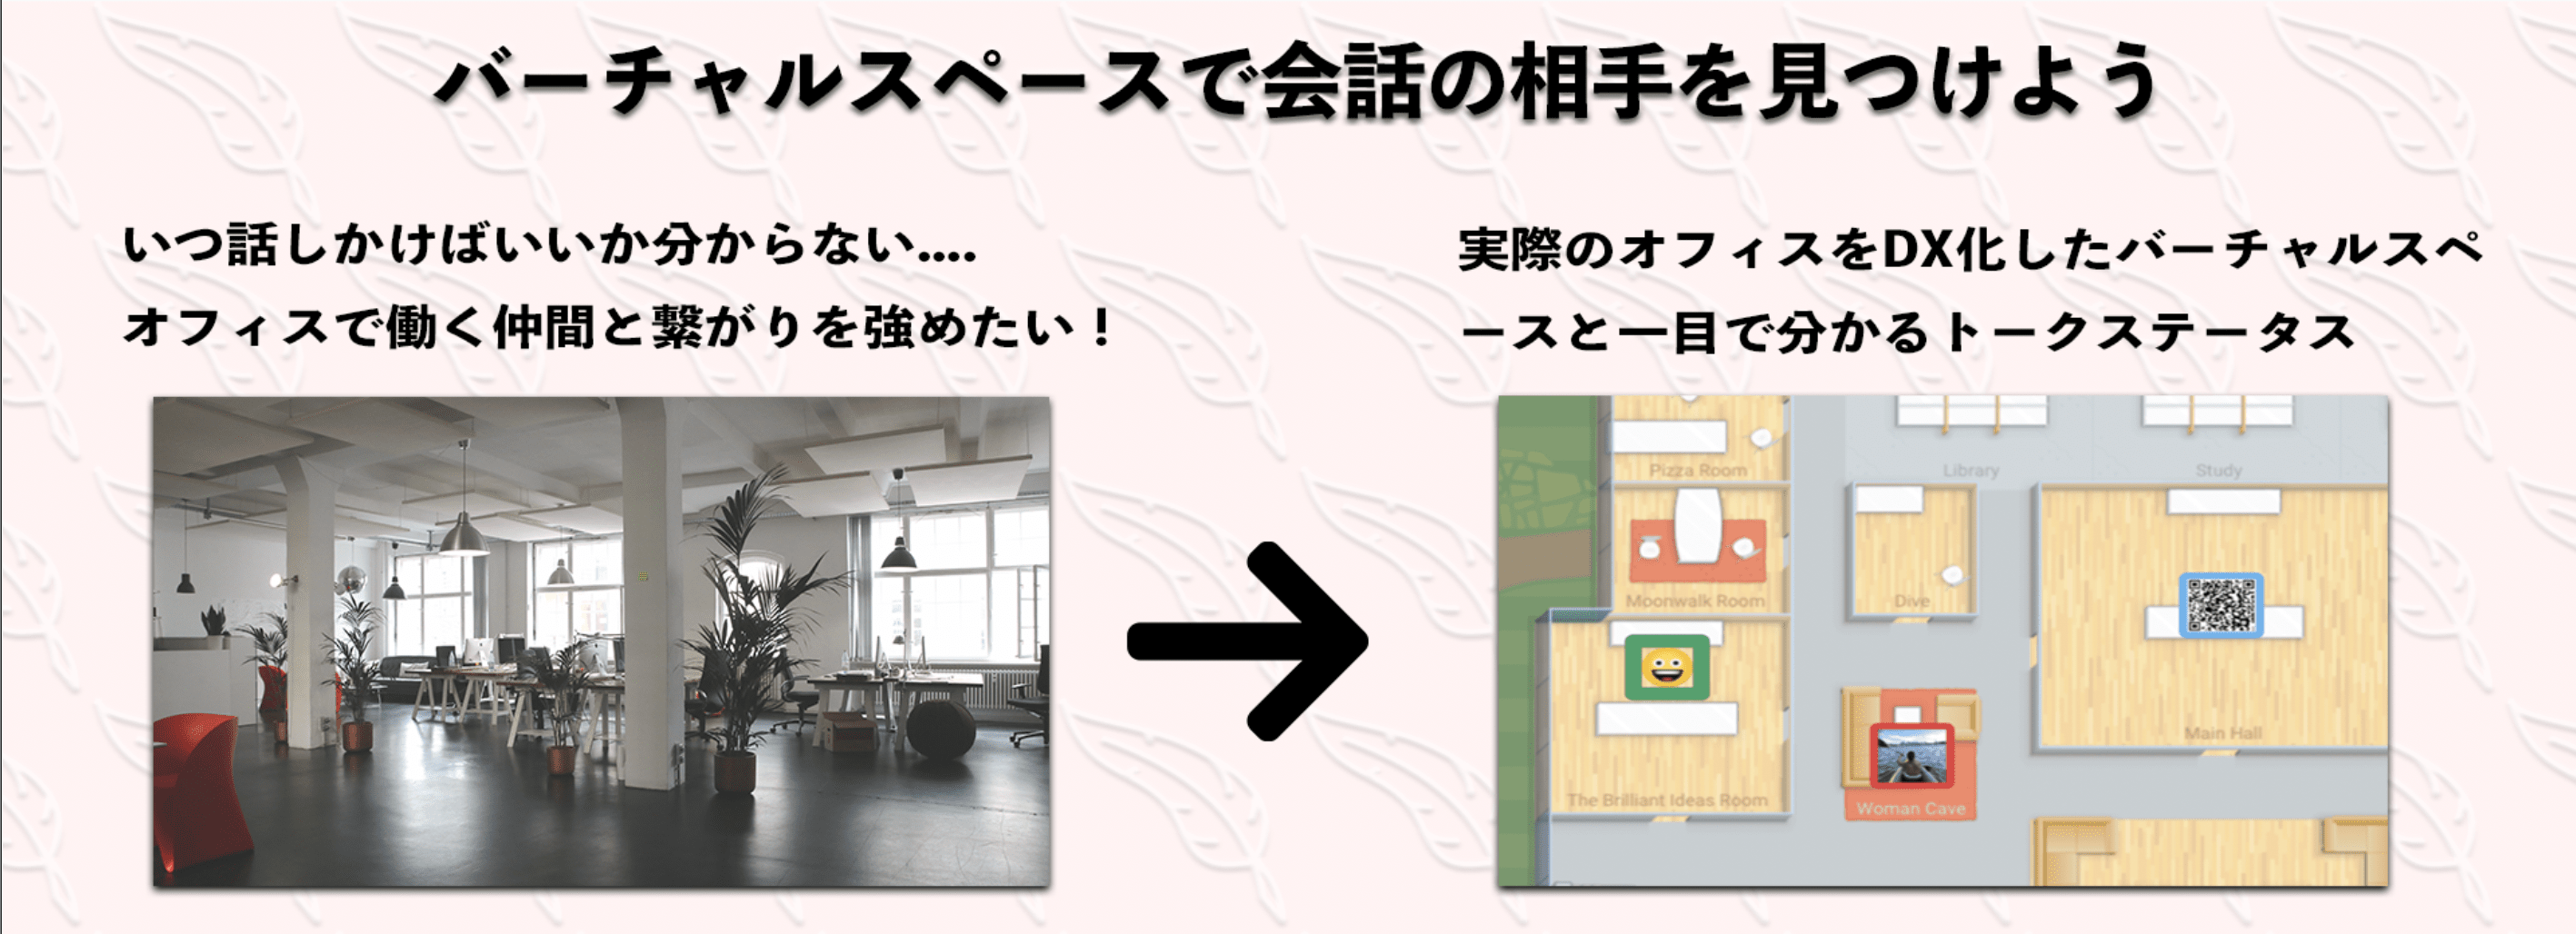 バーチャルスペースで会話の相手を見つけよう
いつ話しかけばいいか分からない....
オフィスで働く仲間と繋がりを強めたい！
実際のオフィスをDX化したバーチャルスペ
ースと一目で分かるトークステータス
Pizza Room
Library
Study
Moonwalk Room
Dive
The Brilliant Ideas Room
Woman Cave
Main Hall